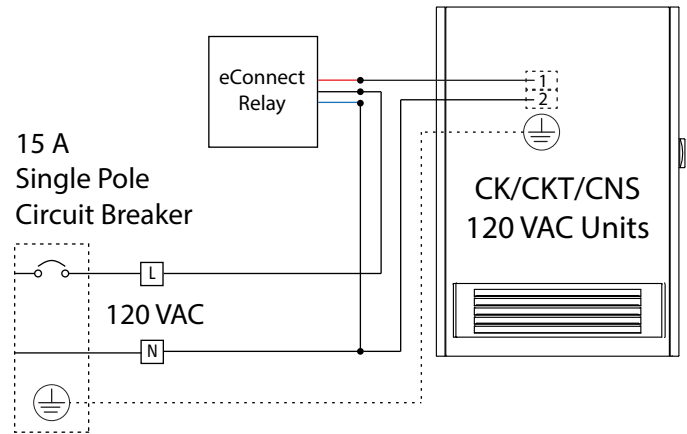 eConnect
Relay
1
2
15 A
Single Pole
Circuit Breaker
CK/CKT/CNS
120 VAC Units
L
120 VAC
N